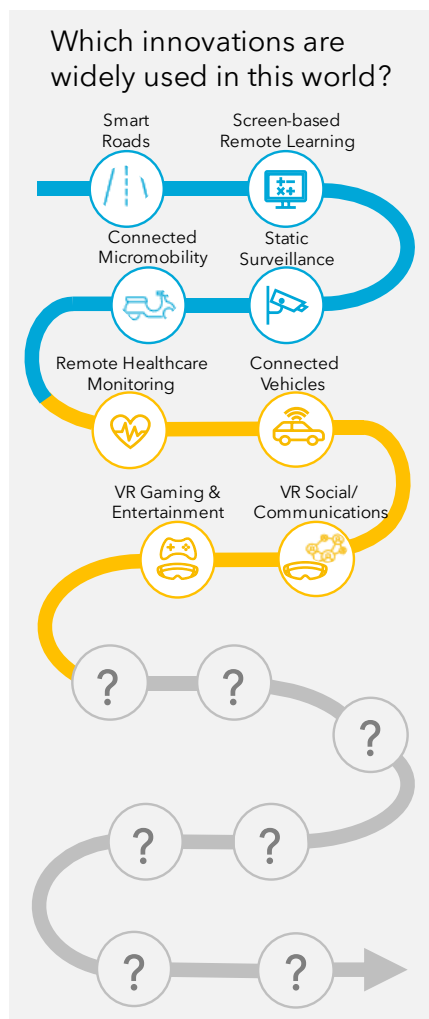 Which innovations are
widely used in this world?
Smart
Roads
Screen-based
Remote Learning
Connected
Micromobility
Static
Surveillance
Remote Healthcare
Monitoring
Connected
Vehicles
VR Gaming &
Entertainment
VR Social/
Communications
?
?
?
?
?
?
?